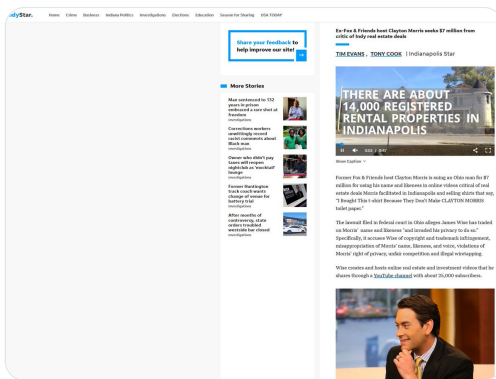 dyStar.
Home Crime Business Indiana Politics Investigations Elections Education Season for Sharing USA TODAY
Share your feedback to
help improve our site!
More Stories
Man sentenced to 132
years in prison
embraced a race shot at
freedom
Investigations
Corrections workers
unwittingly record
racist comments about
Black man
Investigations
Owner who didn't pay
taxes will reopen
nightclub as 'mocktail'
lounge
Investigations
Former Huntington
track coach wants
change of venue for
battery trial
Investigations
After months of
controversy, state
orders troubled
westside bar closed
Investigations
Ex-Fox & Friends host Clayton Morris seeks $7 million from
critic of Indy real estate deals
TIM EVANS, TONY COOK | Indianapolis Star
THERE ARE ABOUT
14,000 REGISTERED
RENTAL PROPERTIES IN
INDIANAPOLIS
Show Caption
Former Fox & Friends host Clayton Morris is suing an Ohio man for $7
million for using his name and likeness in online videos critical of real
estate deals Morris facilitated in Indianapolis and selling shirts that say,
"I Bought This t-shirt Because They Don't Make CLAYTON MORRIS
toilet paper."
The lawsuit filed in federal court in Ohio alleges James Wise has traded
on Morris' name and likeness "and invaded his privacy to do so."
Specifically, it accuses Wise of copyright and trademark infringement,
misappropriation of Morris' name, likeness, and voice, violations of
Morris' right of privacy, unfair competition and illegal wiretapping.
Wise creates and hosts online real estate and investment videos that he
shares through a YouTube channel with about 25,000 subscribers.